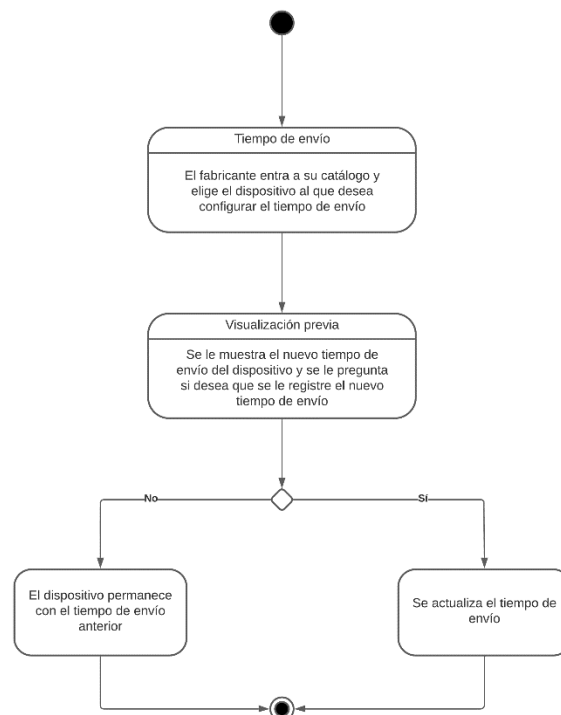 Tiempo de envío
El fabricante entra a su catálogo y
elige el dispositivo al que desea
configurar el tiempo de envío
Visualización previa
Se le muestra el nuevo tiempo de
envío del dispositivo y se le pregunta
si desea que se le registre el nuevo
tiempo de envío
No
Sí
El dispositivo permanece
con el tiempo de envío
anterior
Se actualiza el tiempo de
envío